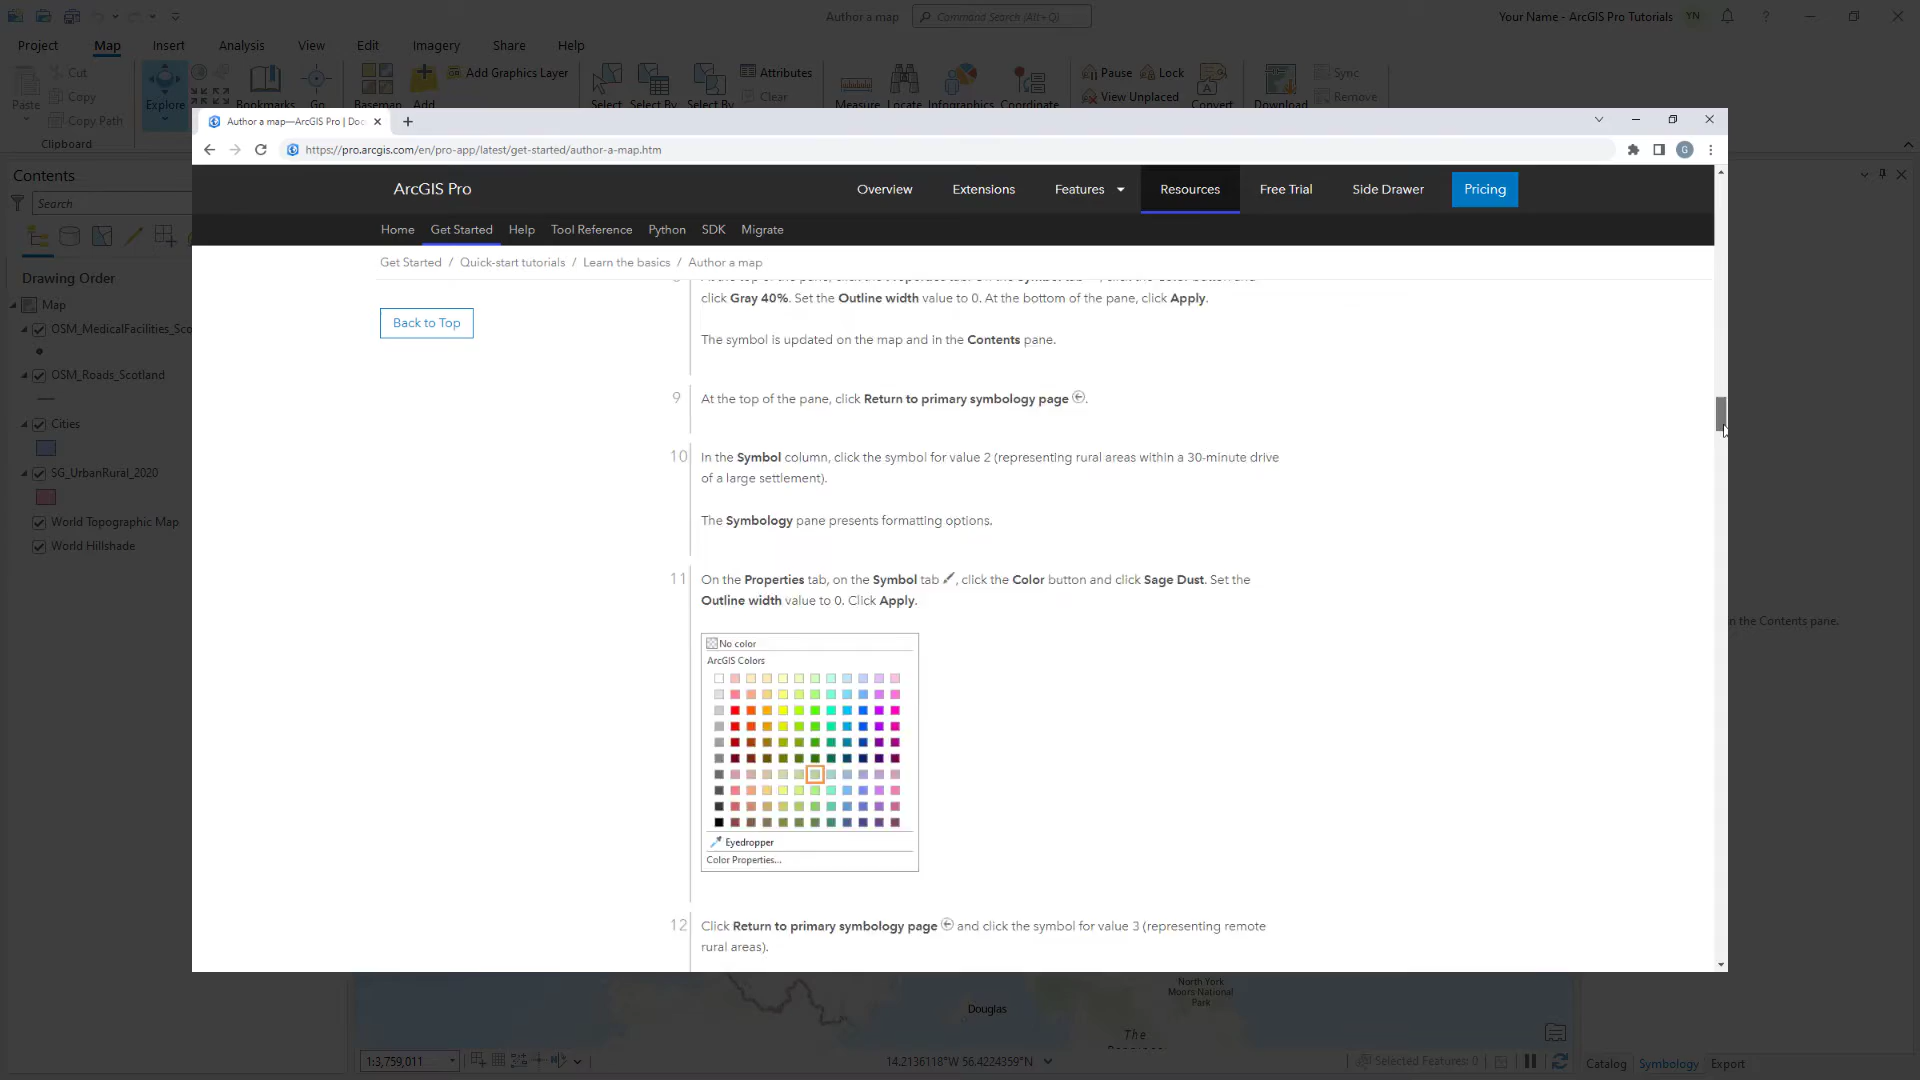 Author a map
Command Search (Alt+Q)
Your Name - ArcGIS Pro Tutorials
YN
Project
Map
Insert
Analysis
View
Edit
Imagery
Share
Help
Paste
Cut
Copy
Copy Path
Clipboard
Explore
Bookmarks
Go
Basemap
Add
Add Graphics Layer
Select
Select By
Select By
Attributes
Clear
Measure
Locate
Infographics
Coordinate
Pause
Lock
View Unplaced
Convert
Download
Sync
Remove
Contents
Search
Drawing Order
Map
OSM_MedicalFacilities_Sco
OSM_Roads_Scotland
Cities
SG_UrbanRural_2020
World Topographic Map
World Hillshade
Author a map—ArcGIS Pro | Doc
https://pro.arcgis.com/en/pro-app/latest/get-started/author-a-map.htm
G
ArcGIS Pro
Overview
Extensions
Features
Resources
Free Trial
Side Drawer
Pricing
Home
Get Started
Help
Tool Reference
Python
SDK
Migrate
Get Started / Quick-start tutorials / Learn the basics / Author a map
Back to Top
click Gray 40%. Set the Outline width value to 0. At the bottom of the pane, click Apply.
The symbol is updated on the map and in the Contents pane.
9 At the top of the pane, click Return to primary symbology page .
10 In the Symbol column, click the symbol for value 2 (representing rural areas within a 30-minute drive
of a large settlement).
The Symbology pane presents formatting options.
11 On the Properties tab, on the Symbol tab , click the Color button and click Sage Dust. Set the
Outline width value to 0. Click Apply.
No color
ArcGIS Colors
Eyedropper
Color Properties...
12 Click Return to primary symbology page and click the symbol for value 3 (representing remote
rural areas).
n the Contents pane.
North York
Moors National
Park
Douglas
The
1:3,759,011
14.2136118°W 56.4224359°N
Selected Features: 0
Catalog
Symbology
Export